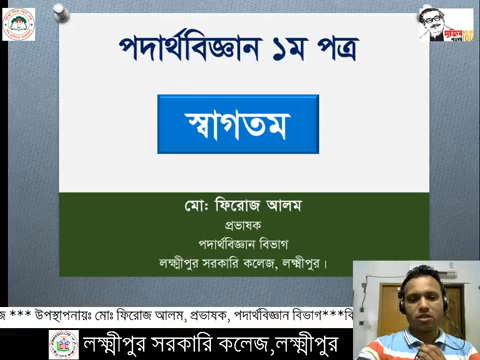 পদার্থবিজ্ঞান ১ম পত্র
স্বাগতম
মো: ফিরোজ আলম
প্রভাষক
পদার্থবিজ্ঞান বিভাগ
লক্ষ্মীপুর সরকারি কলেজ, লক্ষ্মীপুর।
জ *** উপস্থাপনায়ঃ মোঃ ফিরোজ আলম, প্রভাষক, পদার্থবিজ্ঞান বিভাগ***বি
লক্ষ্মীপুর সরকারি কলেজ,লক্ষ্মীপুর